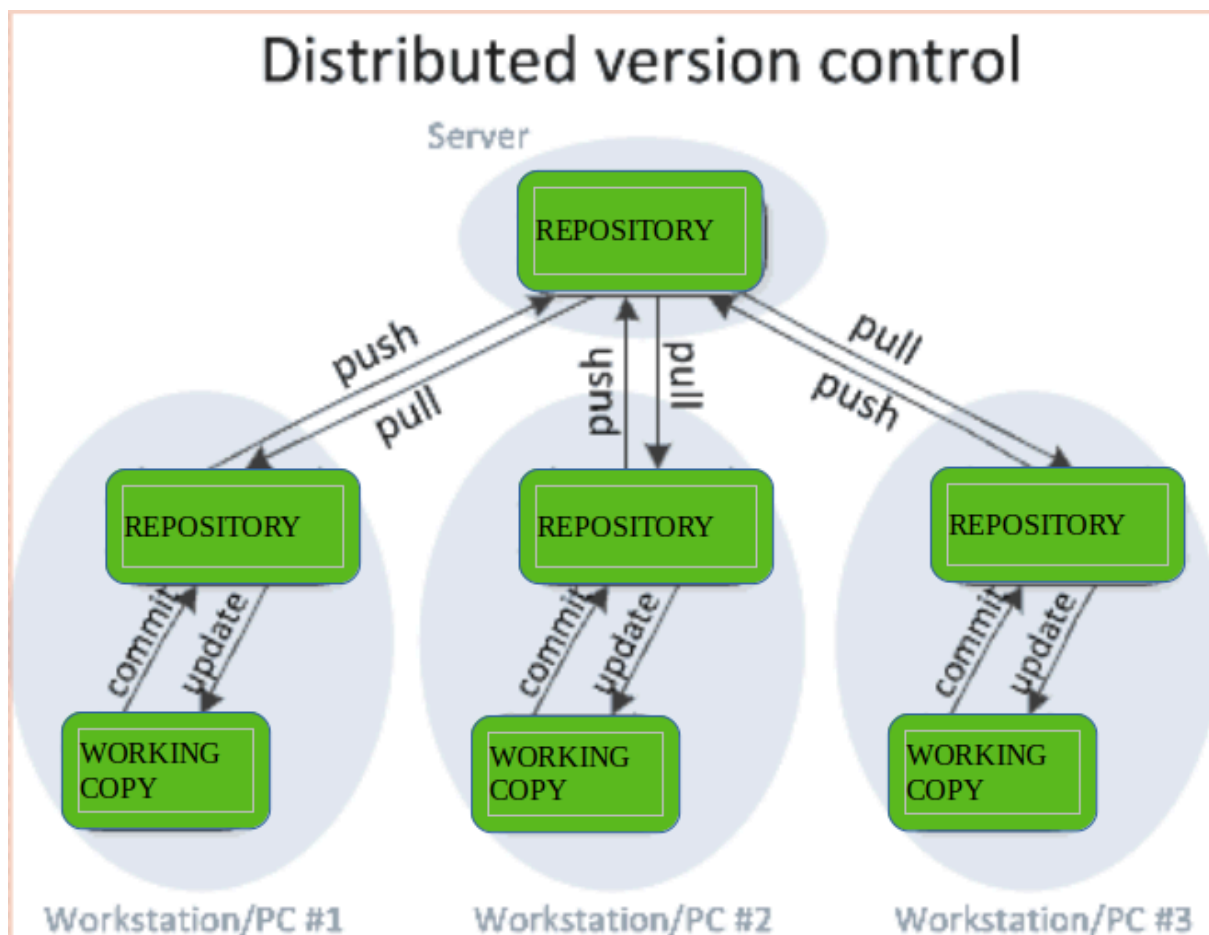 Distributed version control
Server
REPOSITORY
push
pull
push
pull
pull
push
REPOSITORY
REPOSITORY
REPOSITORY
commit
update
commit
update
commit
update
WORKING
COPY
WORKING
COPY
WORKING
COPY
Workstation/PC #1
Workstation/PC #2
Workstation/PC #3